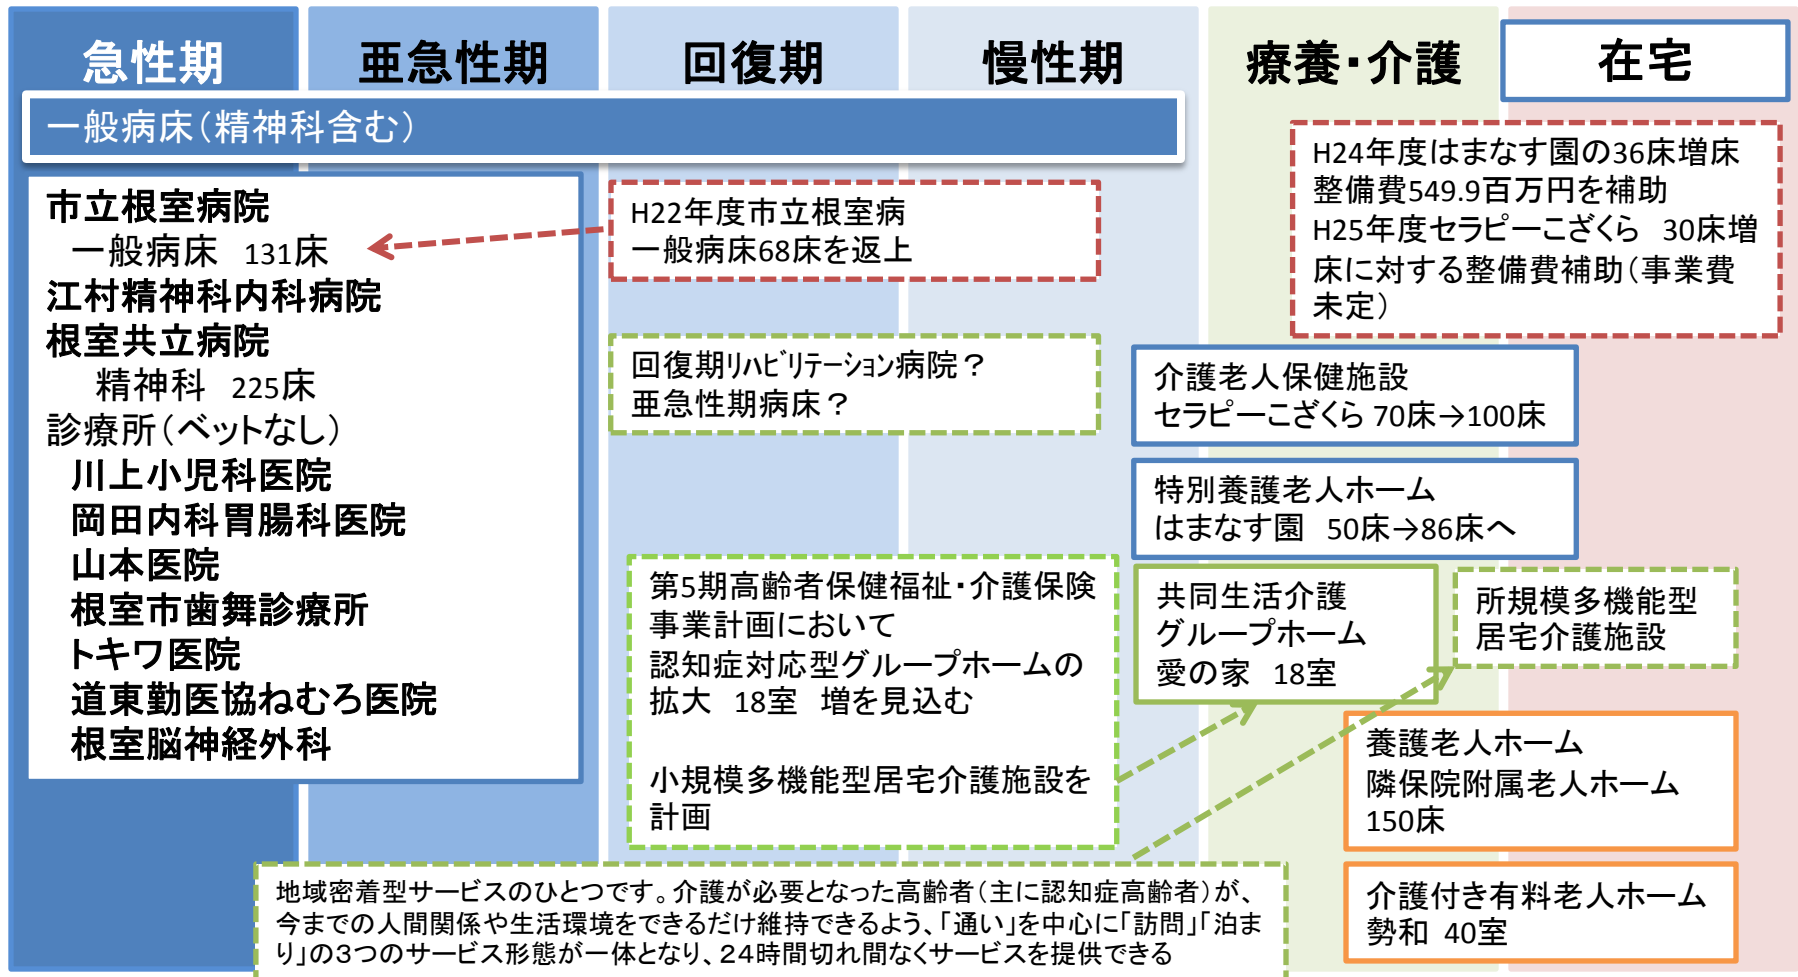 急性期
亜急性期
回復期
慢性期
療養・介護
在宅
一般病床(精神科含む)
市立根室病院
一般病床 131床
江村精神科内科病院
根室共立病院
精神科 225床
診療所(ベットなし)
川上小児科医院
岡田内科胃腸科医院
山本医院
根室市歯舞診療所
トキワ医院
道東勤医協ねむろ医院
根室脳神経外科
H22年度市立根室病
一般病床68床を返上
回復期リハビリテーション病院?
亜急性期病床?
第5期高齢者保健福祉・介護保険
事業計画において
認知症対応型グループホームの
拡大 18室 増を見込む
小規模多機能型居宅介護施設を
計画
H24年度はまなす園の36床増床
整備費549.9百万円を補助
H25年度セラピーこざくら 30床増
床に対する整備費補助(事業費
未定)
介護老人保健施設
セラピーこざくら 70床→100床
特別養護老人ホーム
はまなす園 50床→86床へ
共同生活介護
グループホーム
愛の家 18室
所規模多機能型
居宅介護施設
養護老人ホーム
隣保院附属老人ホーム
150床
介護付き有料老人ホーム
勢和 40室
地域密着型サービスのひとつです。介護が必要となった高齢者(主に認知症高齢者)が、
今までの人間関係や生活環境をできるだけ維持できるよう、「通い」を中心に「訪問」「泊ま
り」の3つのサービス形態が一体となり、24時間切れ間なくサービスを提供できる